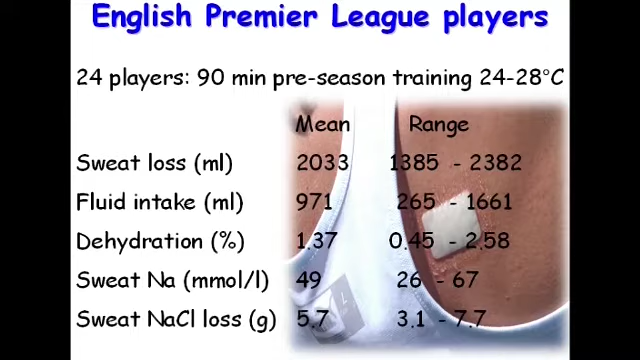 English Premier League players
24 players: 90 min pre-season training 24-28°C
Mean Range
Sweat loss (ml) 2033 1385 - 2382
Fluid intake (ml) 971 265 - 1661
Dehydration (%) 1.37 0.45 - 2.58
Sweat Na (mmol/l) 49 26 - 67
Sweat NaCl loss (g) 5.7 3.1 - 7.7